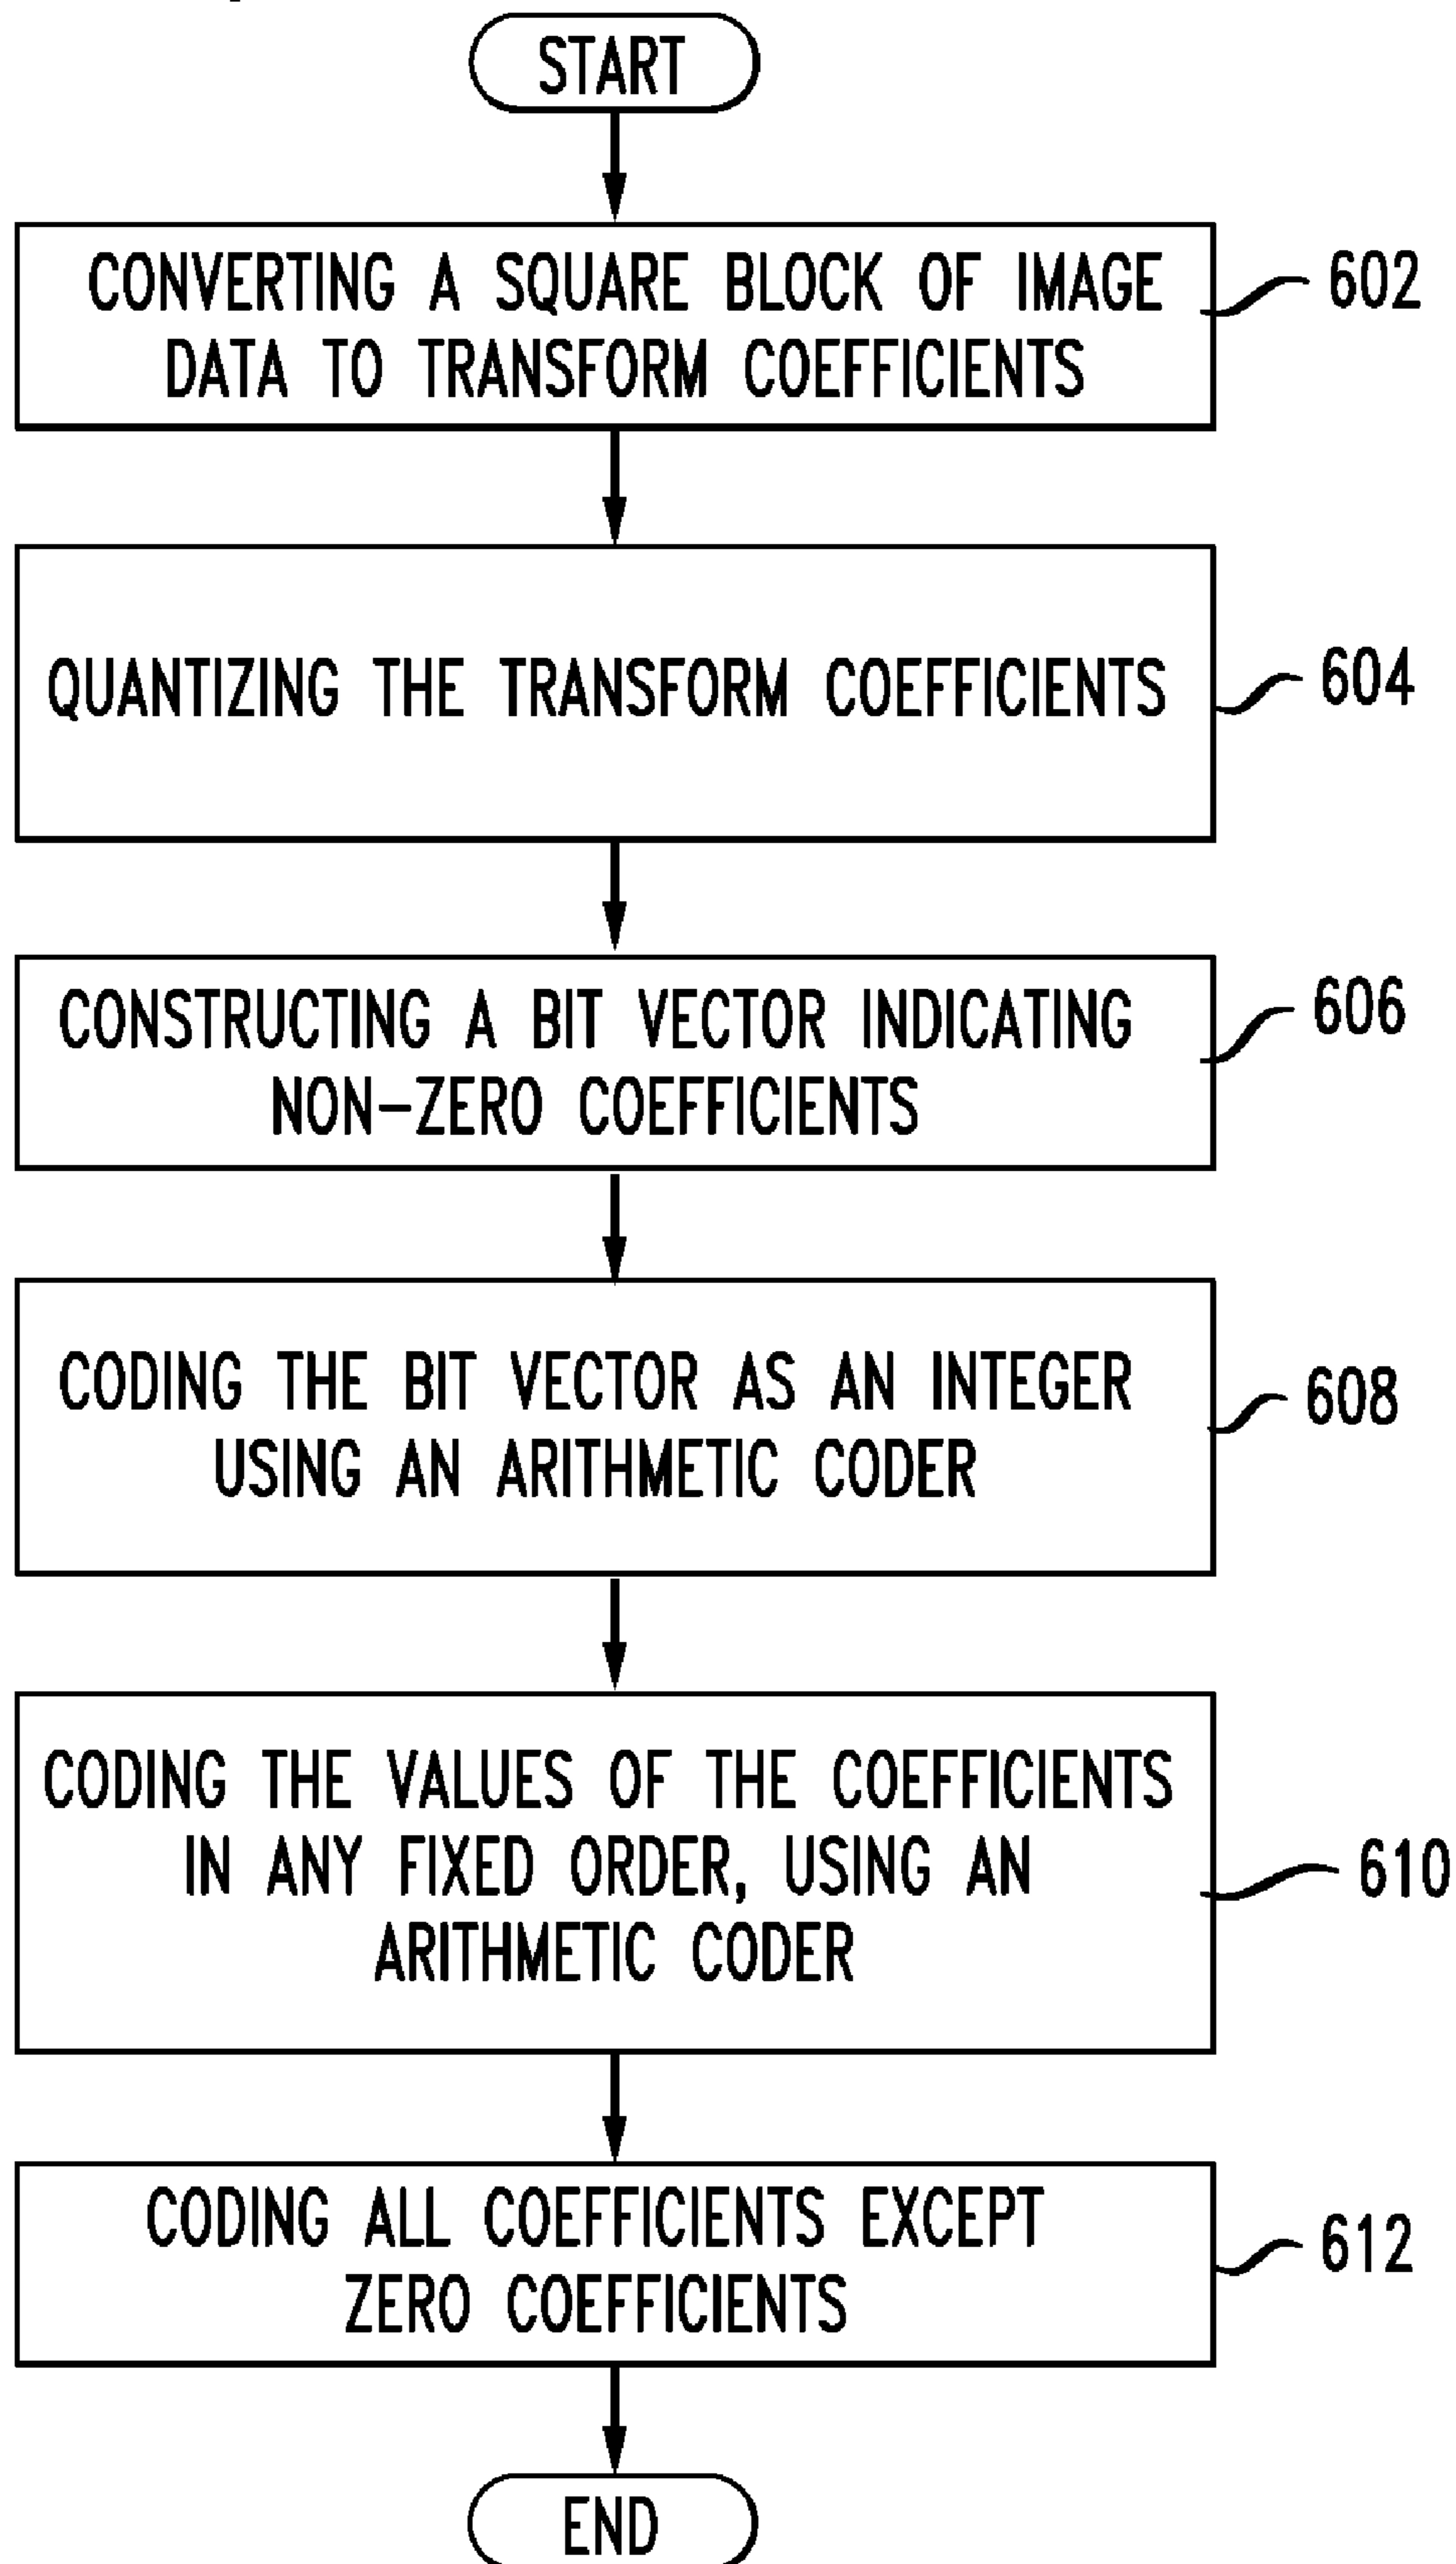 START
CONVERTING A SQUARE BLOCK OF IMAGE
DATA TO TRANSFORM COEFFICIENTS
602
QUANTIZING THE TRANSFORM COEFFICIENTS
604
CONSTRUCTING A BIT VECTOR INDICATING
NON-ZERO COEFFICIENTS
606
CODING THE BIT VECTOR AS AN INTEGER
USING AN ARITHMETIC CODER
608
CODING THE VALUES OF THE COEFFICIENTS
IN ANY FIXED ORDER, USING AN
ARITHMETIC CODER
610
CODING ALL COEFFICIENTS EXCEPT
ZERO COEFFICIENTS
612
END